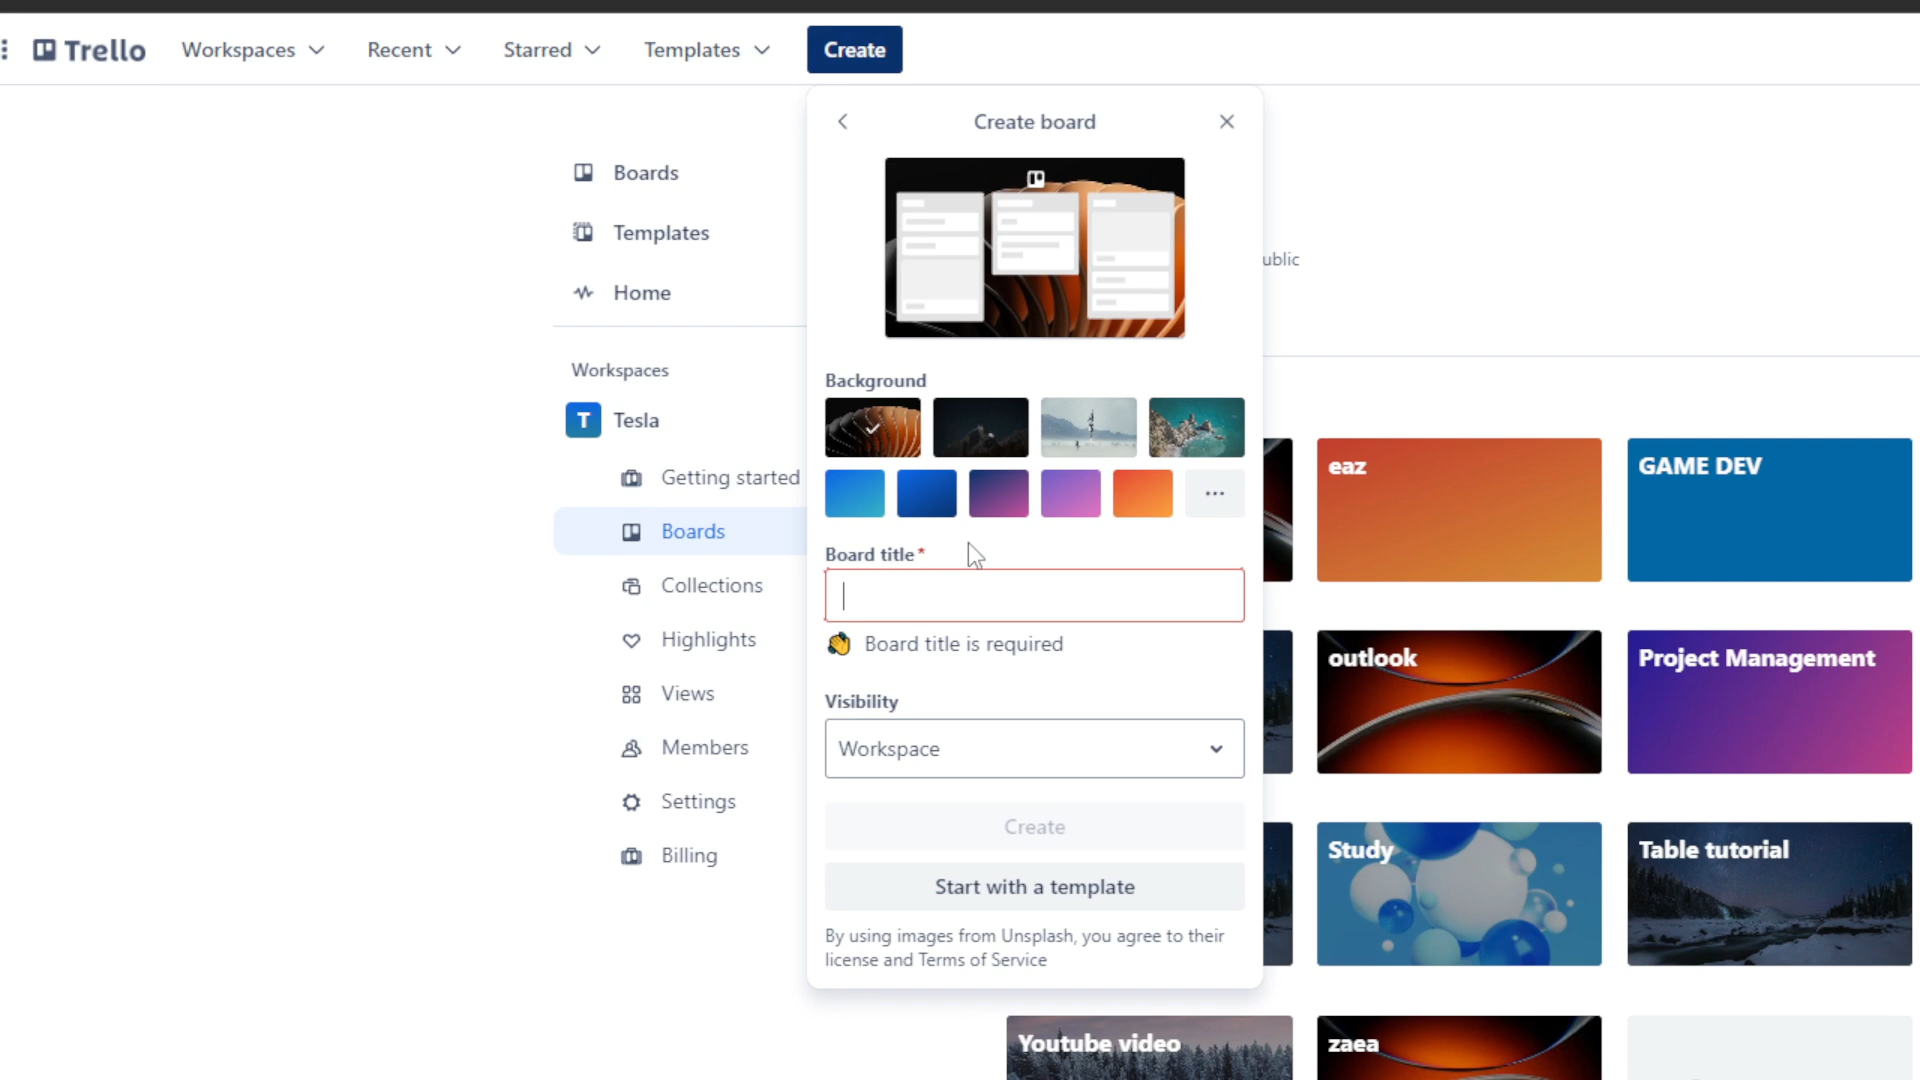 Trello
Workspaces
Recent
Starred
Templates
Create
Create board
Boards
Templates
Home
Workspaces
T
Tesla
Getting started
Boards
Collections
Highlights
Views
Members
Settings
Billing
Background
Board title*
👏 Board title is required
Visibility
Workspace
Create
Start with a template
By using images from Unsplash, you agree to their
license and Terms of Service
ublic
eaz
GAME DEV
outlook
Project Management
Study
Table tutorial
Youtube video
zaea